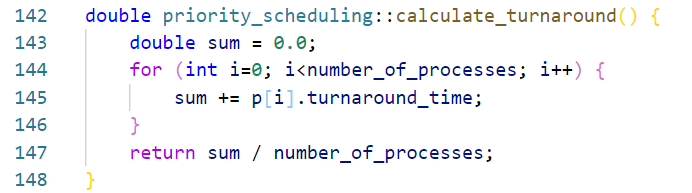 142 double priority_scheduling::calculate_turnaround() {
143     double sum = 0.0;
144     for (int i=0; i<number_of_processes; i++) {
145         sum += p[i].turnaround_time;
146     }
147     return sum / number_of_processes;
148 }